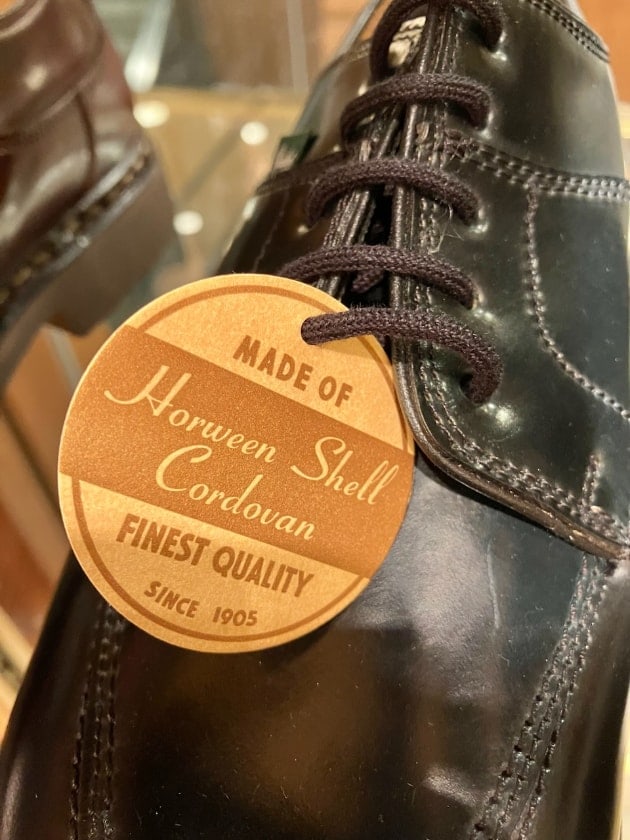 MADE OF
Horween Shell
Cordovan
FINEST QUALITY
SINCE 1905